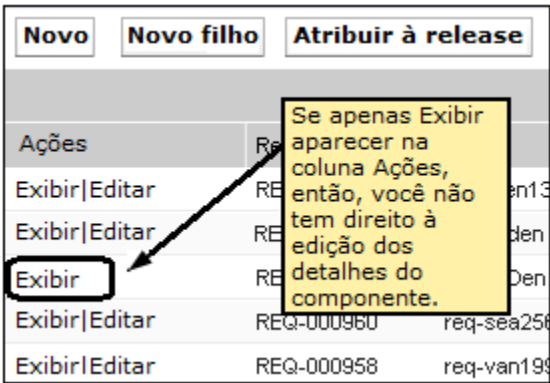 Novo Novo filho Atribuir à release
Se apenas Exibir
aparecer na
coluna Ações,
então, você não
tem direito à
edição dos
detalhes do
componente.
Ações
Exibir|Editar
Exibir|Editar
Exibir
Exibir|Editar REQ-000960
Exibir|Editar REQ-000958